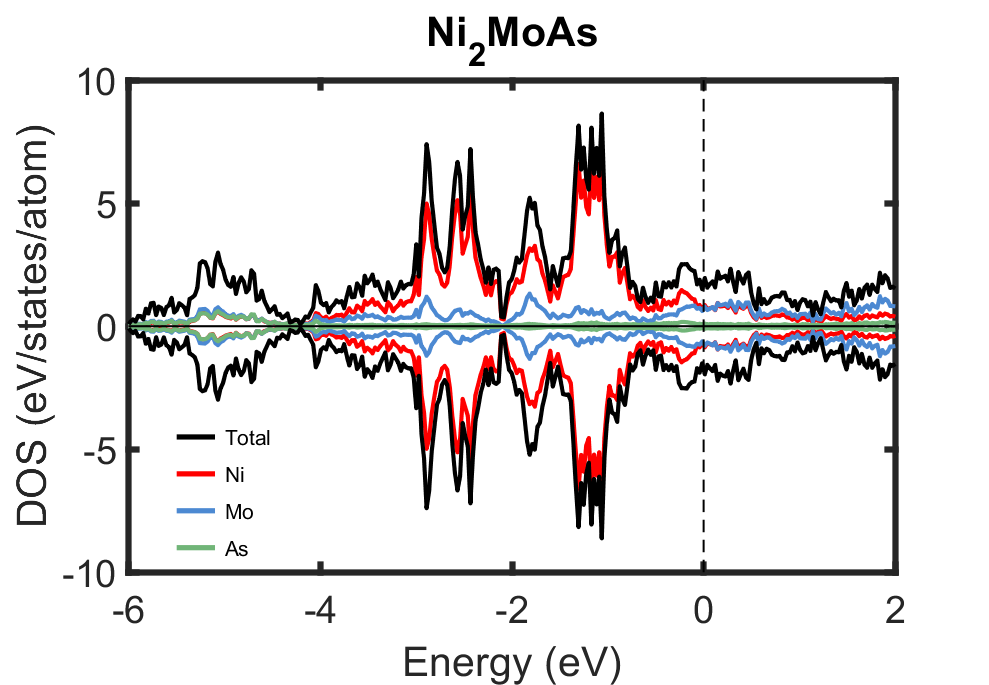 Ni2MoAs
10
5
0
-5
-10
DOS (eV/states/atom)
Total
Ni
Mo
As
-6 -4 -2 0 2
Energy (eV)